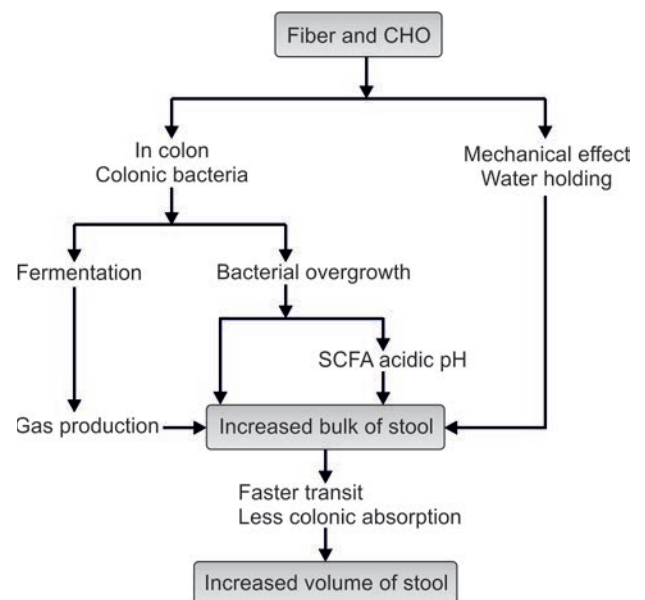 Fiber and CHO
In colon
Colonic bacteria
Mechanical effect
Water holding
Fermentation
Bacterial overgrowth
SCFA acidic pH
Gas production
Increased bulk of stool
Faster transit
Less colonic absorption
Increased volume of stool